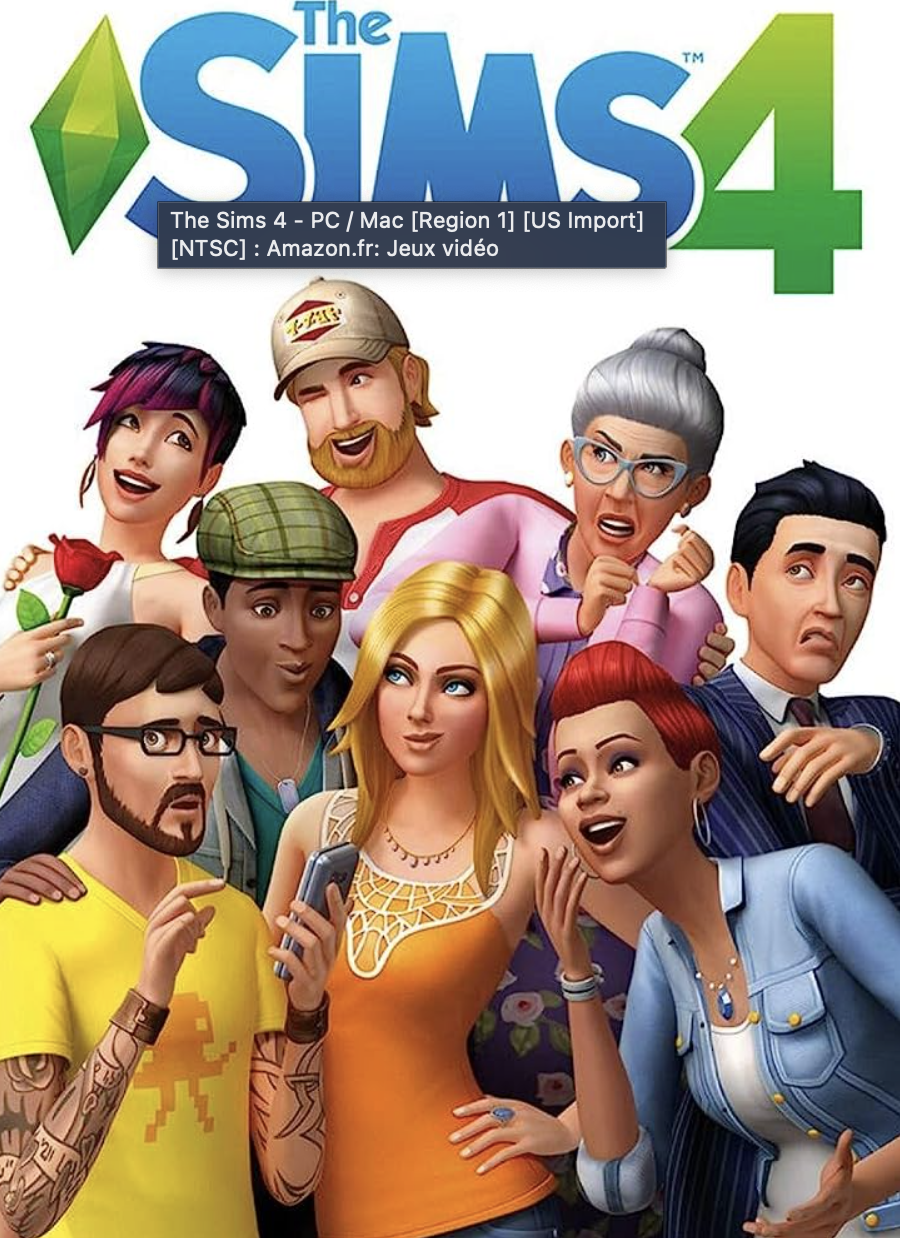 The
SiMS 4 ™
The Sims 4 - PC / Mac [Region 1] [US Import]
[NTSC] : Amazon.fr: Jeux vidéo